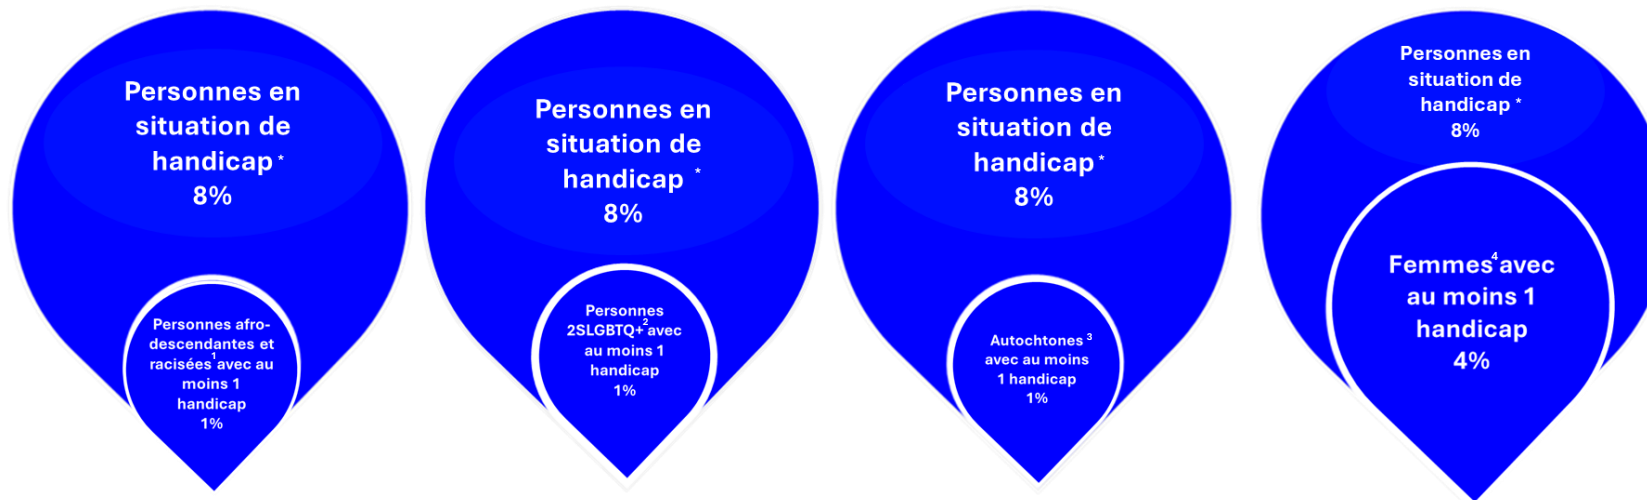 Personnes en
situation de
handicap *
8%
Personnes afro-
descendantes et
racisées¹ avec au
moins 1
handicap
1%
Personnes en
situation de
handicap *
8%
Personnes
2SLGBTQ+² avec
au moins 1
handicap
1%
Personnes en
situation de
handicap *
8%
Autochtones ³
avec au moins
1 handicap
1%
Personnes en
situation de
handicap *
8%
Femmes⁴ avec
au moins 1
handicap
4%